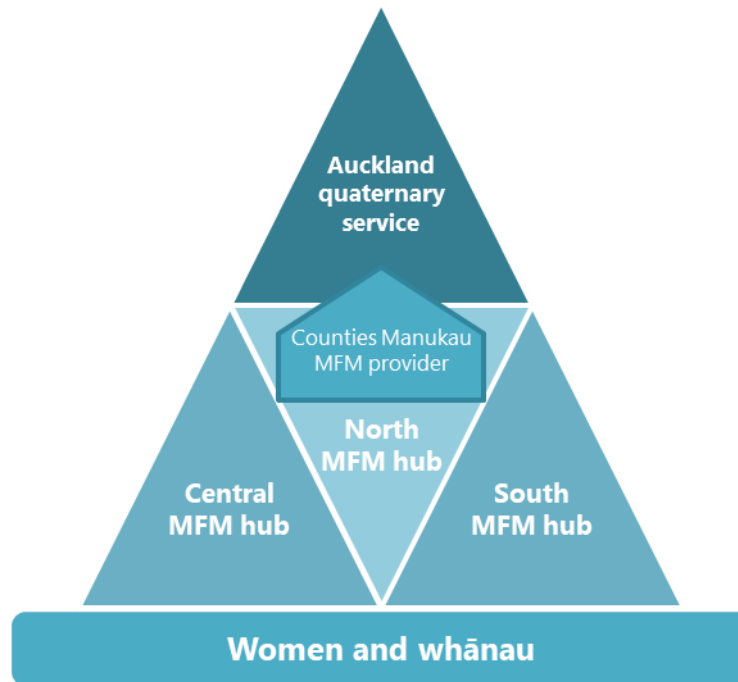 Auckland
quaternary
service
Counties Manukau
MFM provider
North
MFM hub
Central
MFM hub
South
MFM hub
Women and whānau